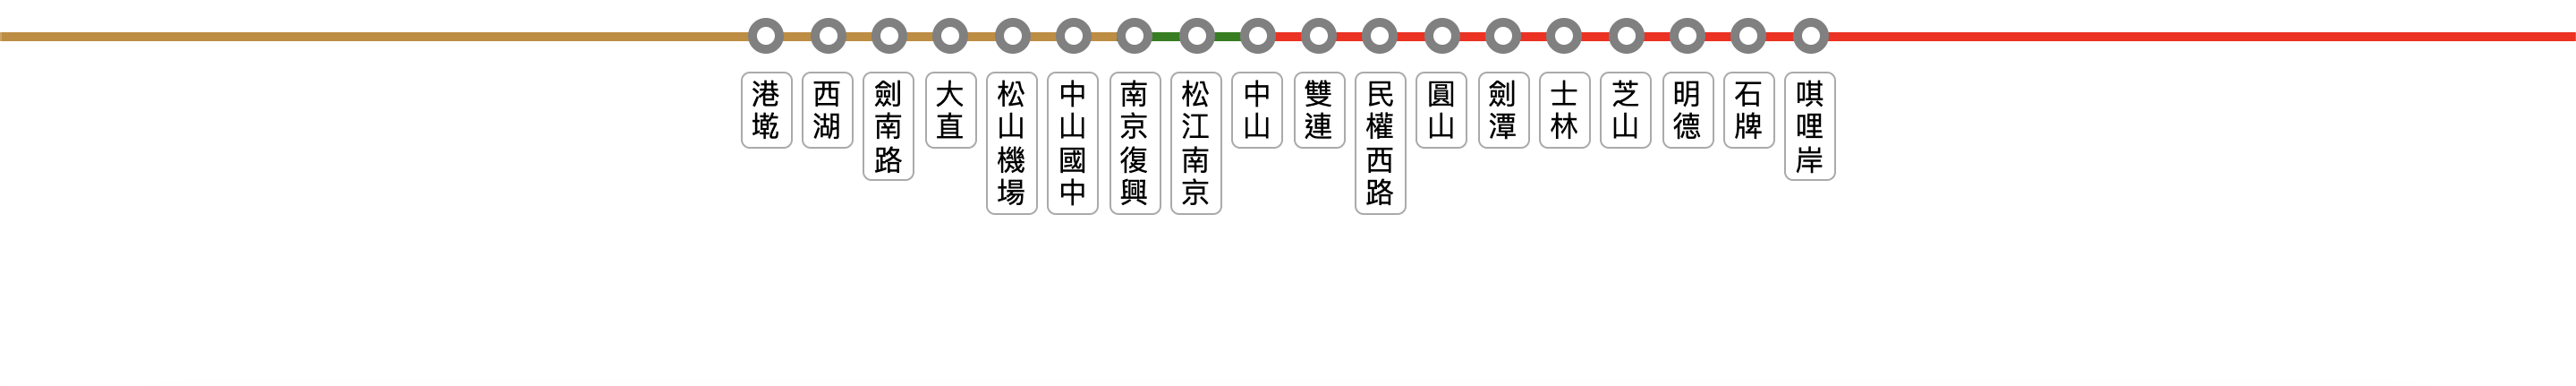 港墘
西湖
劍南路
大直
松山機場
中山國中
南京復興
松江南京
中山
雙連
民權西路
圓山
劍潭
士林
芝山
明德
石牌
唭哩岸